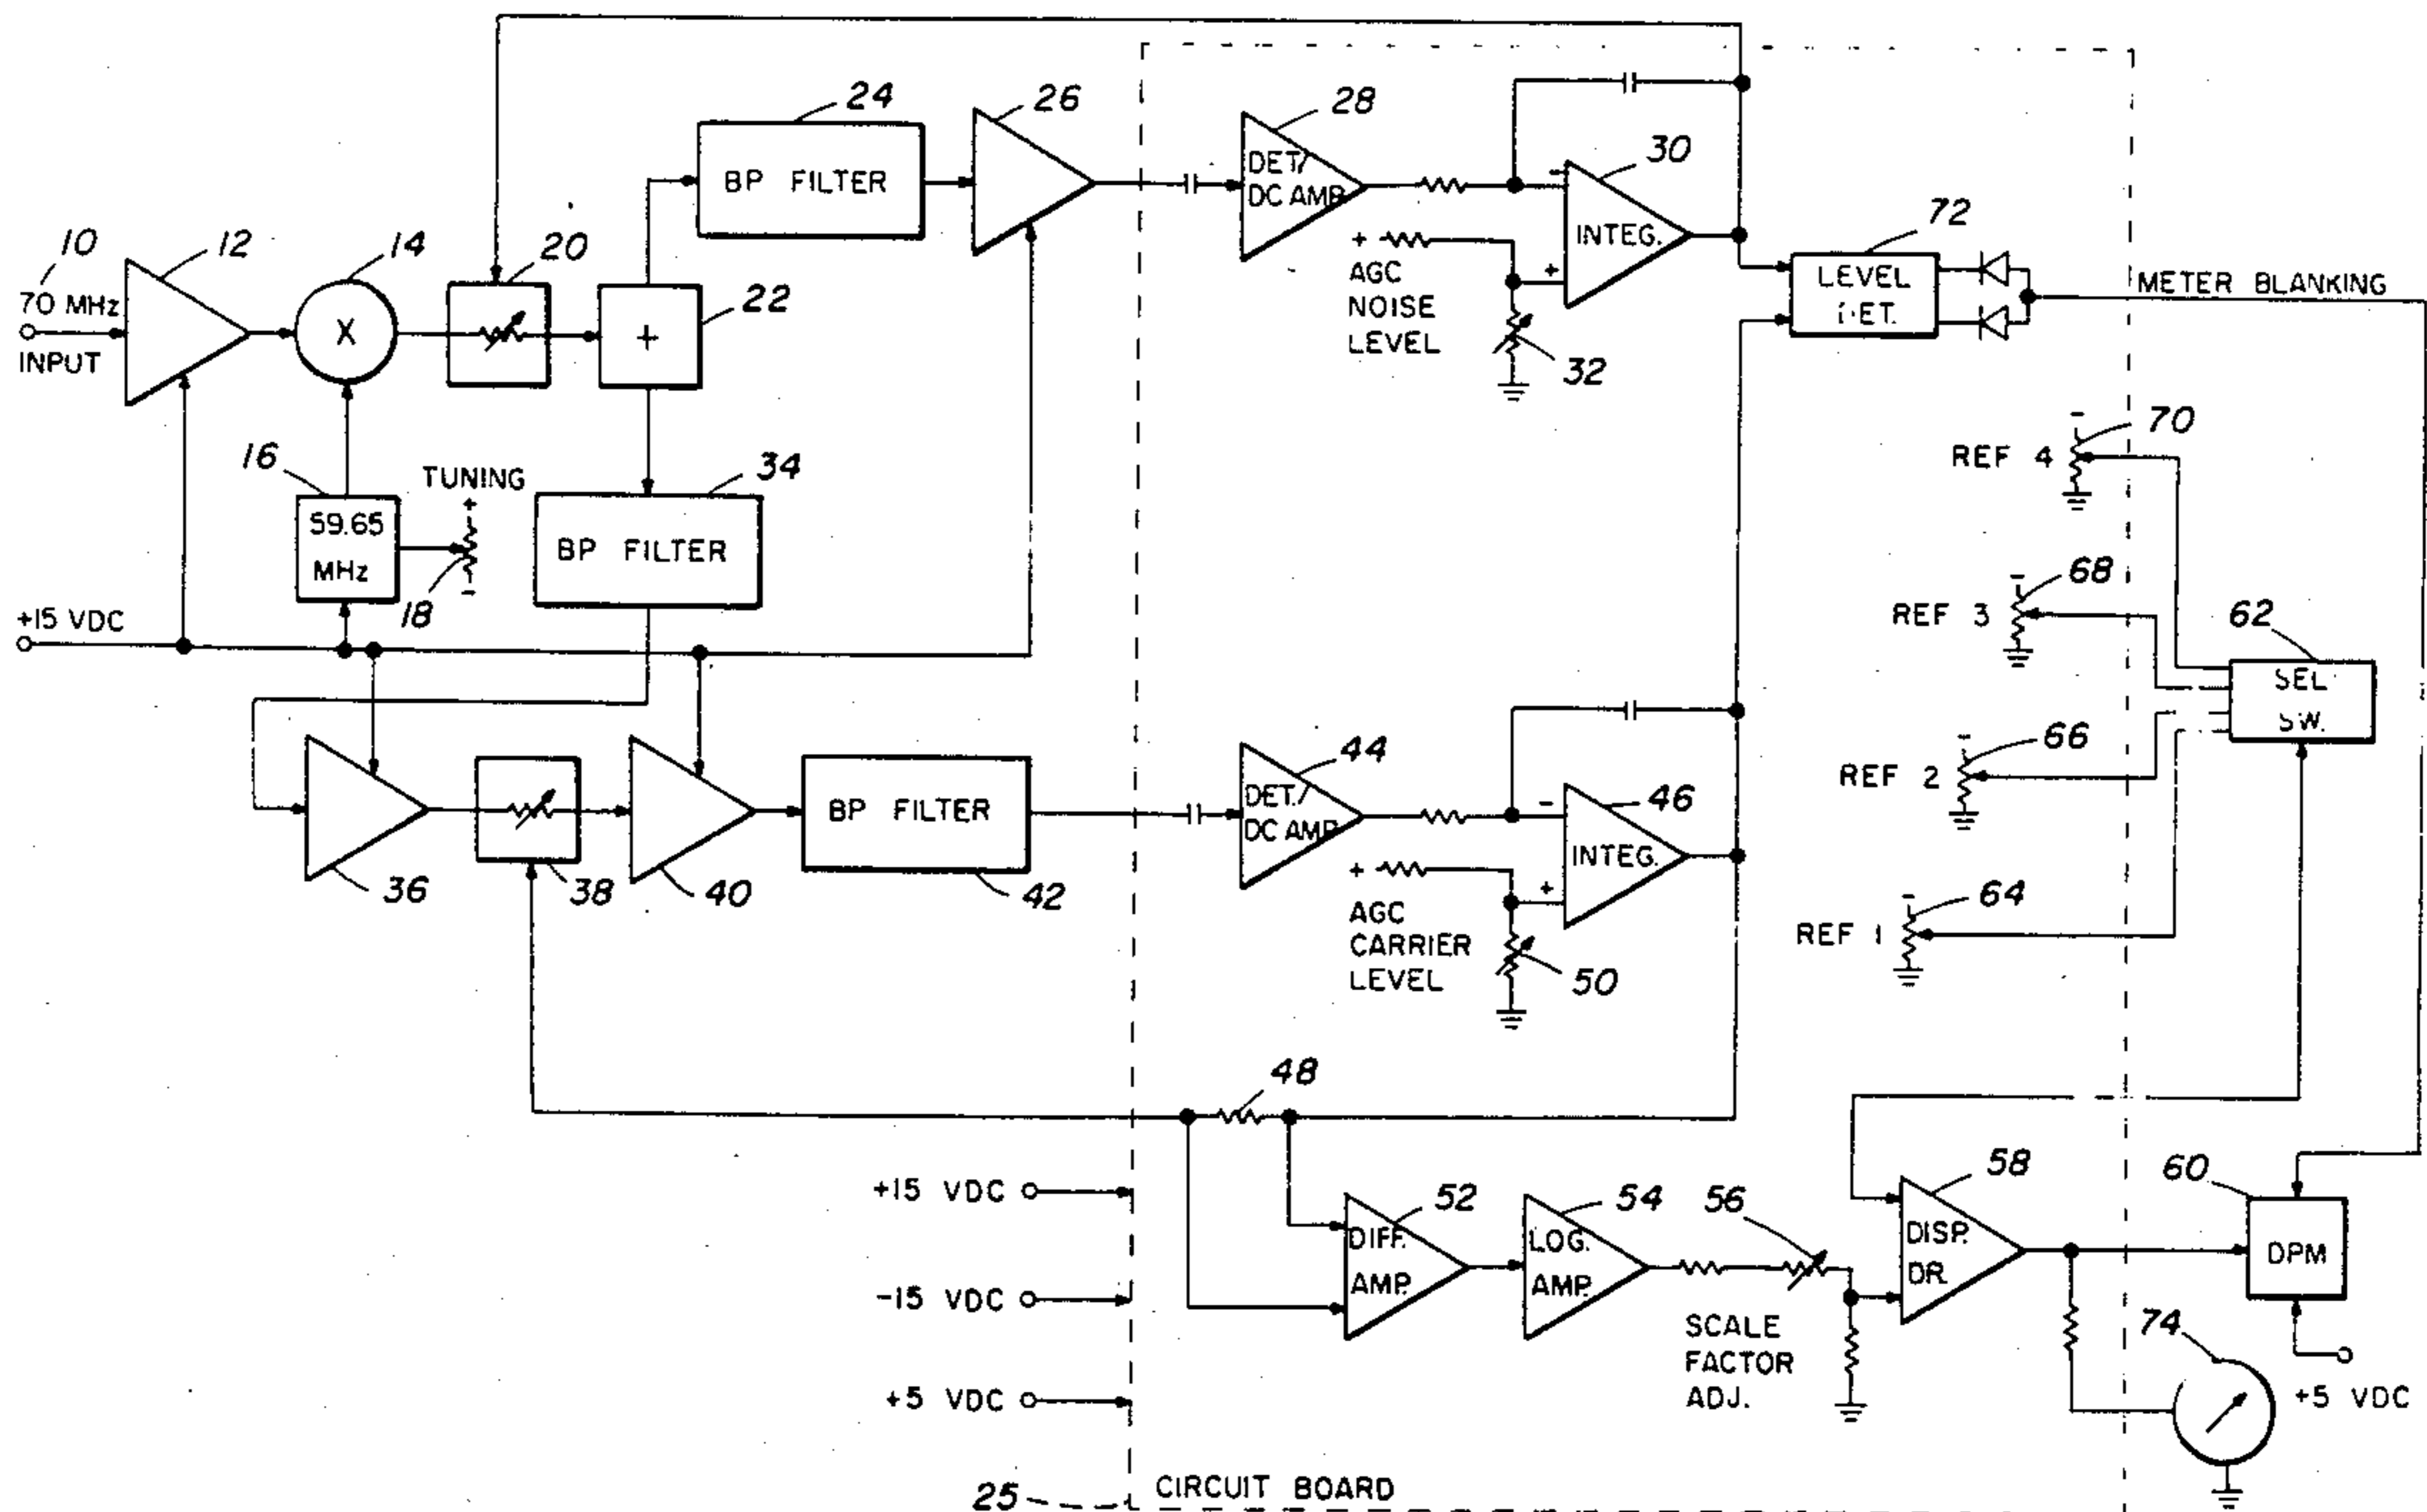 10
70 MHz
INPUT
12
14
X
20
+
22
24
BP FILTER
26
28
DET/
DC AMP.
30
-
+
INTEG.
+
AGC
NOISE
LEVEL
32
72
LEVEL
DET.
METER BLANKING
16
59.65
MHz
TUNING
+
-
18
34
BP FILTER
+15 VDC
REF 4
-
70
REF 3
-
68
REF 2
-
66
REF 1
-
64
62
SEL
SW.
36
38
40
BP FILTER
42
44
DET./
DC AMP.
46
-
+
INTEG.
+
AGC
CARRIER
LEVEL
50
48
+15 VDC
-15 VDC
+5 VDC
52
DIFF.
AMP.
54
LOG.
AMP.
56
SCALE
FACTOR
ADJ.
58
DISP.
DR.
60
DPM
+5 VDC
74
25
CIRCUIT BOARD